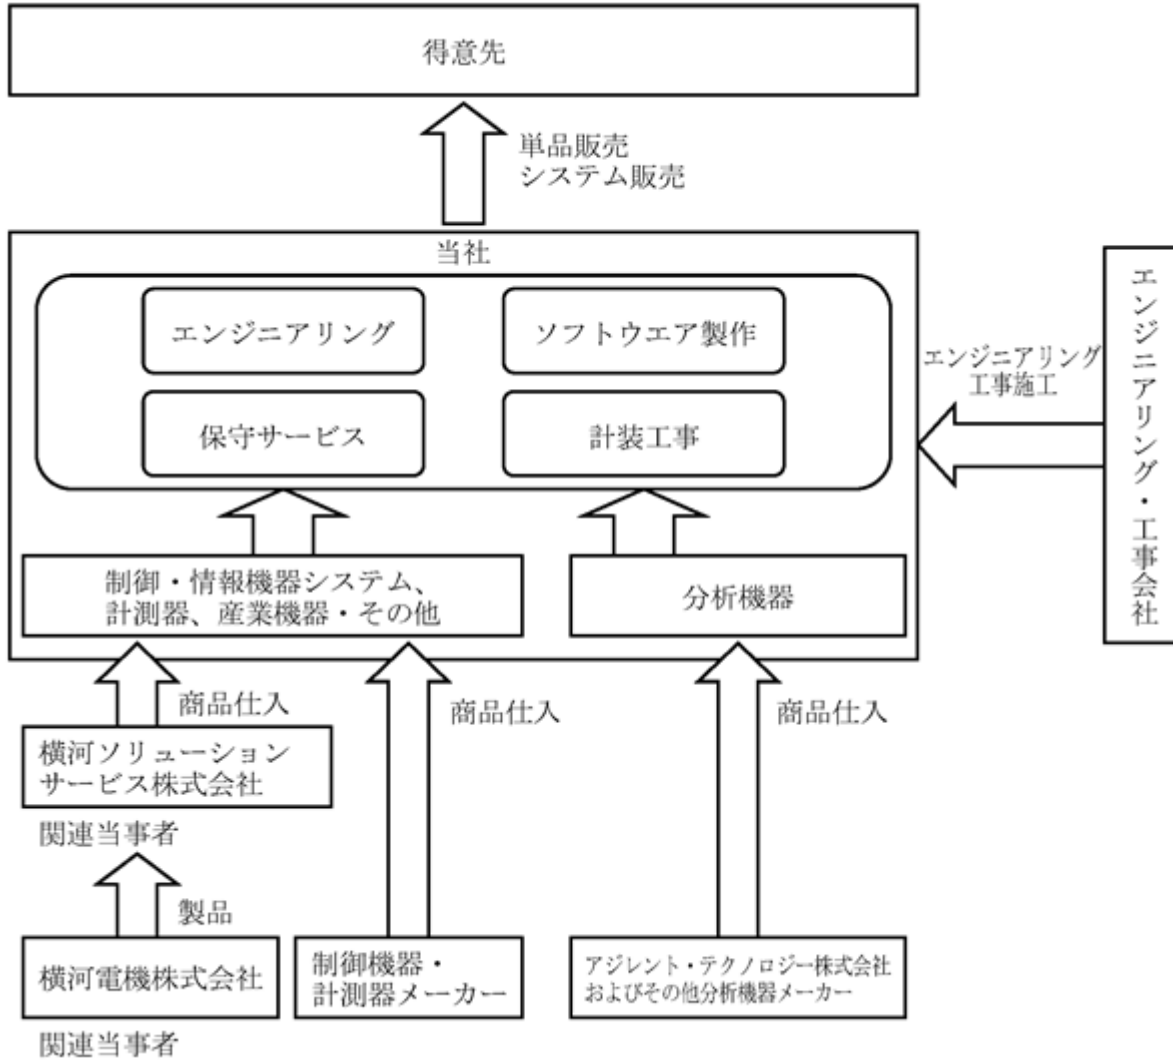 得意先
単品販売
システム販売
当社
エンジニアリング
ソフトウエア製作
保守サービス
計装工事
エンジニアリング
工事施工
エンジニアリング・工事会社
制御・情報機器システム、
計測器、産業機器・その他
分析機器
商品仕入
商品仕入
商品仕入
横河ソリューション
サービス株式会社
関連当事者
製品
横河電機株式会社
関連当事者
制御機器・
計測器メーカー
アジレント・テクノロジー株式会社
およびその他分析機器メーカー